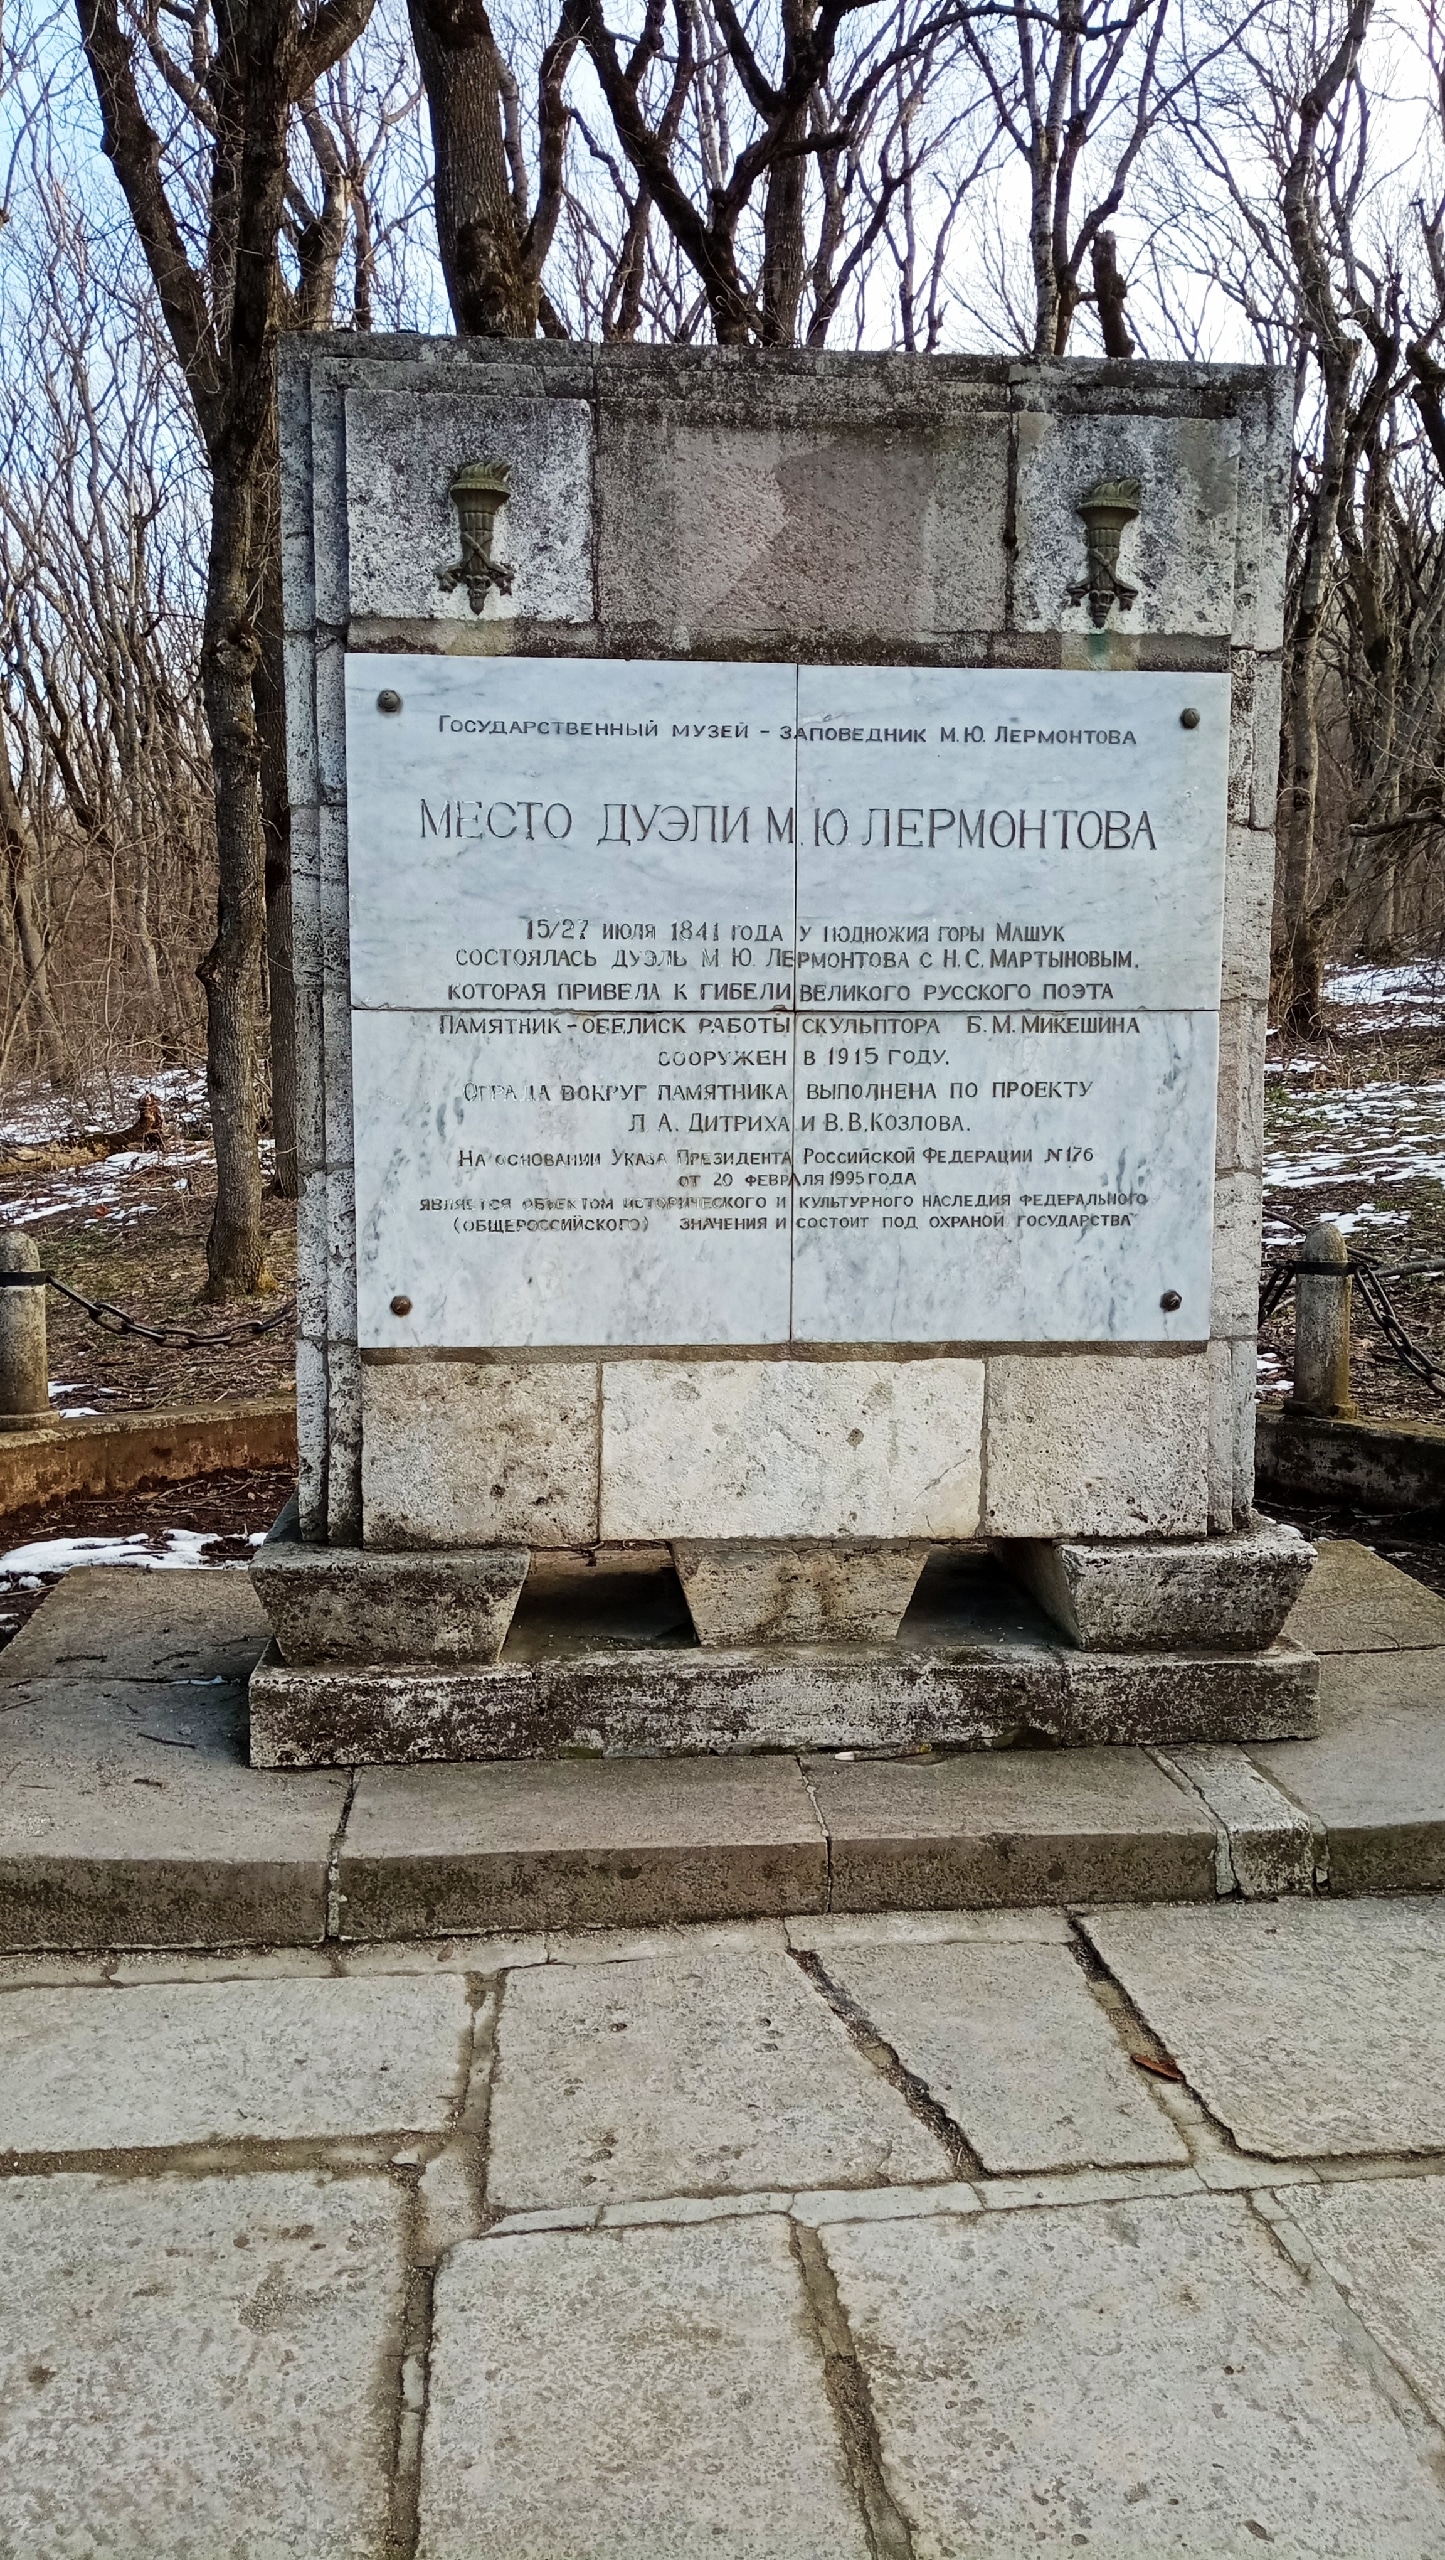 Государственный музей - заповедник М.Ю. Лермонтова
МЕСТО ДУЭЛИ М.Ю ЛЕРМОНТОВА
15/27 июля 1841 года у подножия горы Машук
состоялась дуэль М Ю. Лермонтова с Н.С. Мартыновым,
которая привела к гибели великого русского поэта
Памятник-обелиск работы скульптора Б.М. Микешина
сооружен в 1915 году.
Ограда вокруг памятника выполнена по проекту
Л А. Дитриха и В.В. Козлова.
На основании Указа Президента Российской Федерации №176
от 20 февраля 1995 года
является объектом исторического и культурного наследия федерального
(общероссийского) значения и состоит под охраной государства